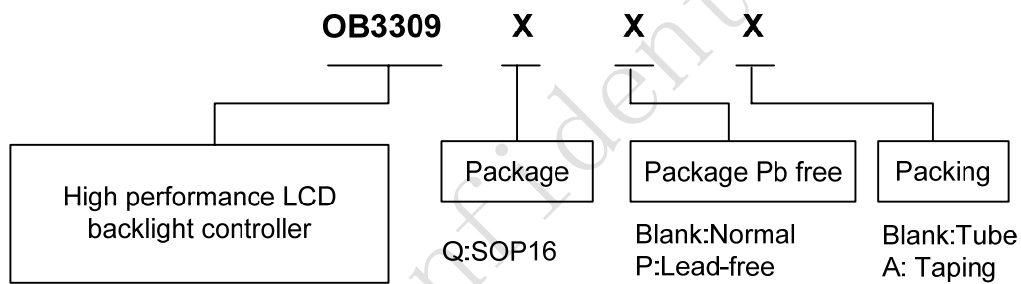 OB3309 X X X
High performance LCD
backlight controller
Package
Package Pb free
Packing
Q:SOP16
Blank:Normal
P:Lead-free
Blank:Tube
A: Taping